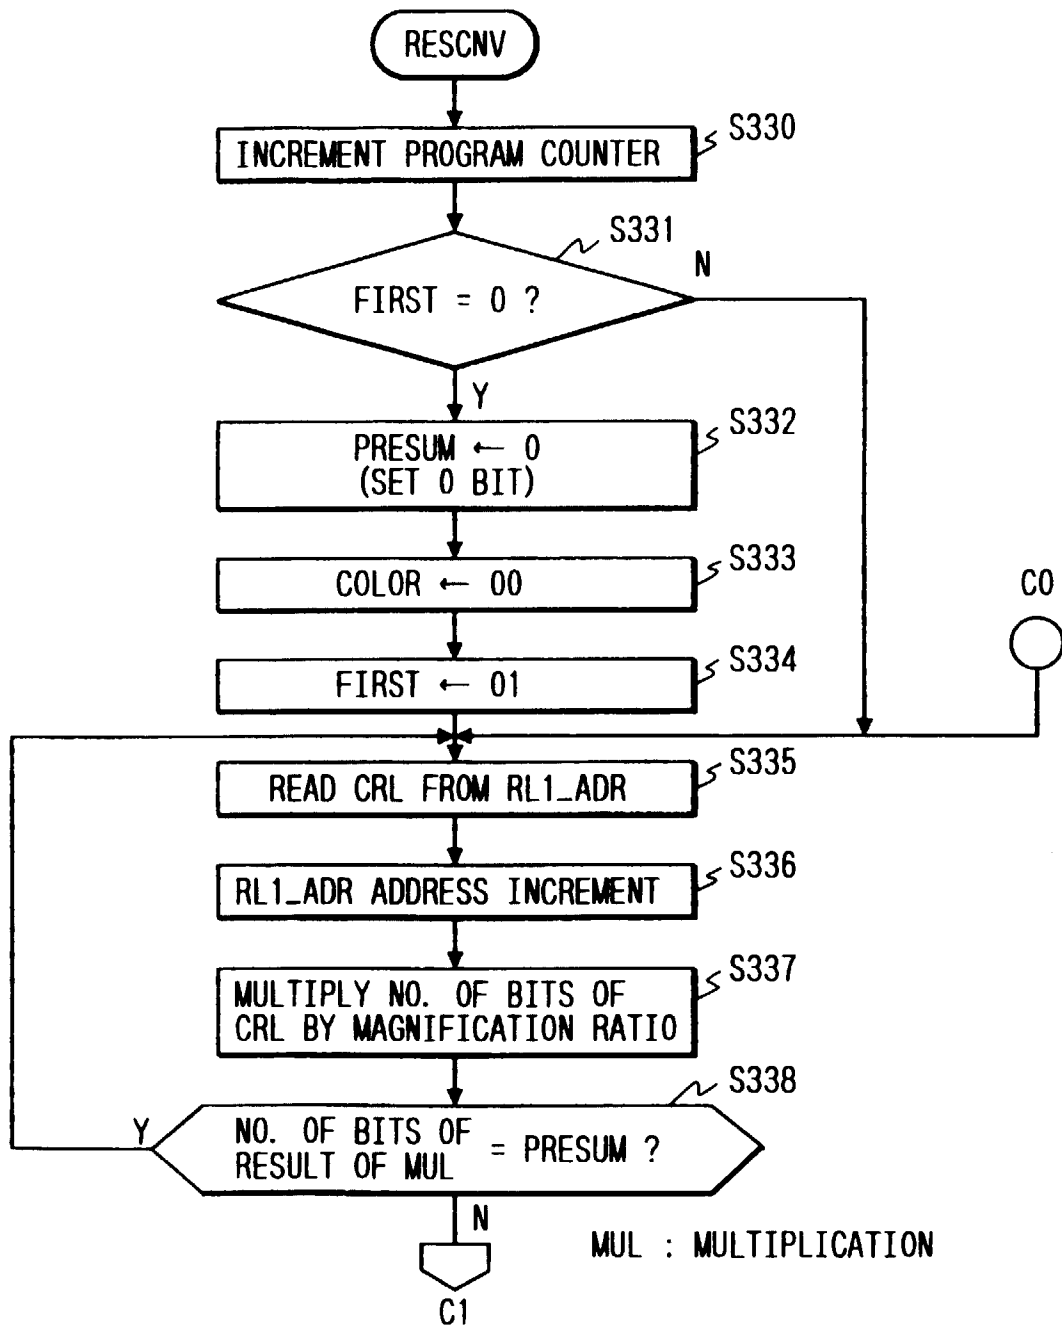 RESCNV
INCREMENT PROGRAM COUNTER
S330
S331
FIRST = 0 ?
N
Y
PRESUM ← 0
(SET 0 BIT)
S332
COLOR ← 00
S333
C0
FIRST ← 01
S334
READ CRL FROM RL1_ADR
S335
RL1_ADR ADDRESS INCREMENT
S336
MULTIPLY NO. OF BITS OF
CRL BY MAGNIFICATION RATIO
S337
S338
Y
NO. OF BITS OF
RESULT OF MUL = PRESUM ?
N
MUL : MULTIPLICATION
C1